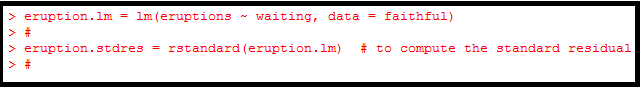 > eruption.lm = lm(eruptions ~ waiting, data = faithful)
> #
> eruption.stdres = rstandard(eruption.lm)  # to compute the standard residual
> #